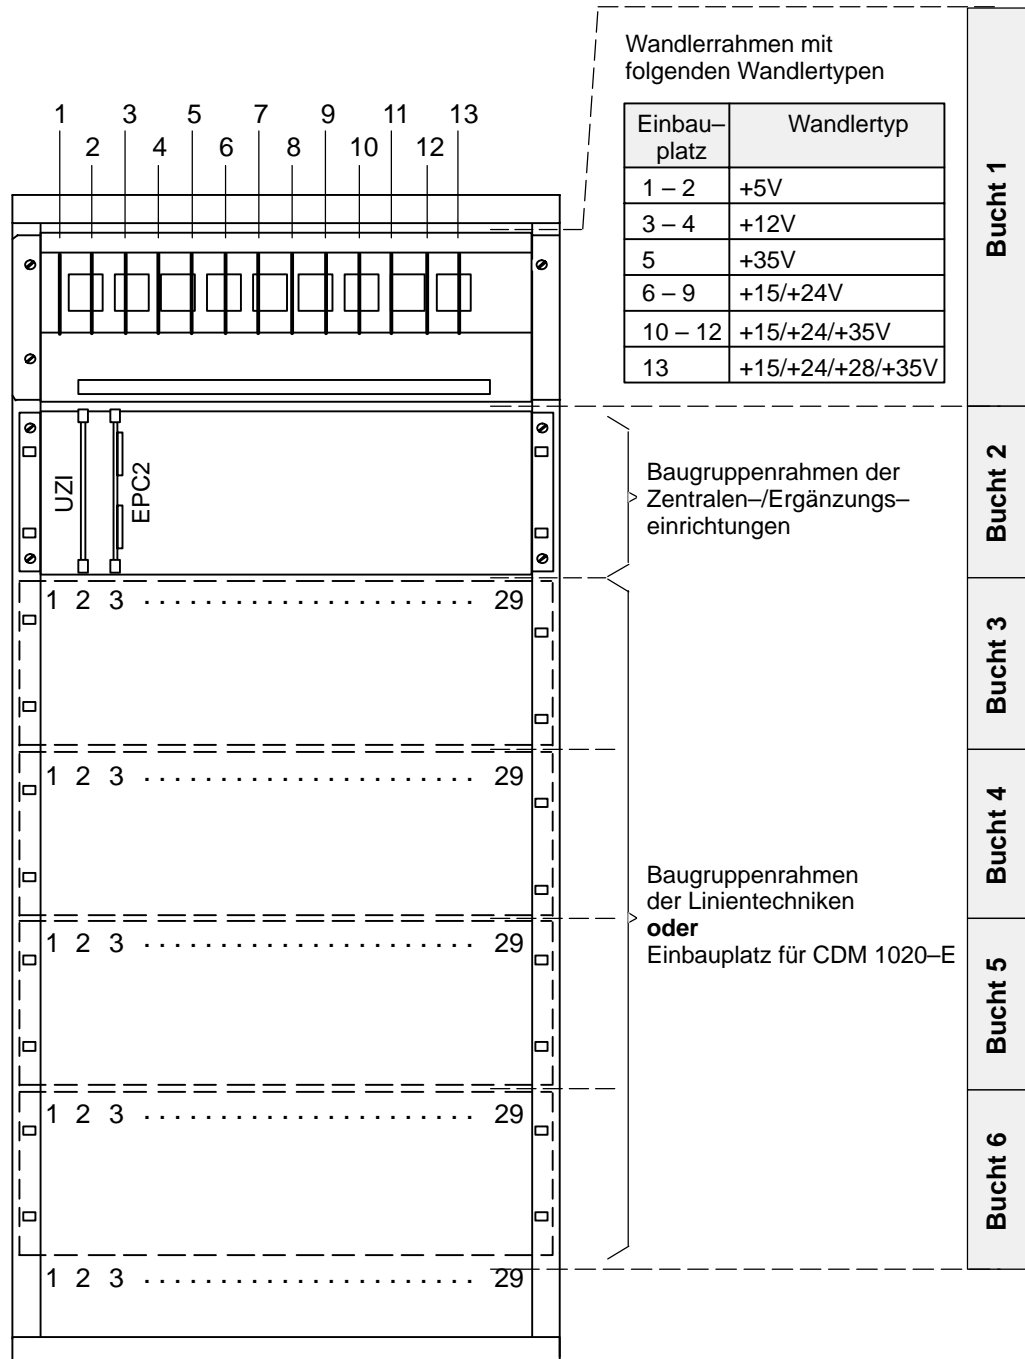 Wandlerrahmen mit
folgenden Wandlertypen
1 3 5 7 9 11 13
2 4 6 8 10 12
Einbau–
platz
Wandlertyp
1 – 2 +5V
3 – 4 +12V
5 +35V
6 – 9 +15/+24V
10 – 12 +15/+24/+35V
13 +15/+24/+28/+35V
Bucht 1
UZI
EPC2
Baugruppenrahmen der
Zentralen–/Ergänzungs–
einrichtungen
Bucht 2
1 2 3 . . . . . . . . . . . . . . . . . . . . . . 29
Bucht 3
1 2 3 . . . . . . . . . . . . . . . . . . . . . . 29
Bucht 4
Baugruppenrahmen
der Linientechniken
oder
Einbauplatz für CDM 1020–E
1 2 3 . . . . . . . . . . . . . . . . . . . . . . 29
Bucht 5
1 2 3 . . . . . . . . . . . . . . . . . . . . . . 29
Bucht 6
1 2 3 . . . . . . . . . . . . . . . . . . . . . . 29